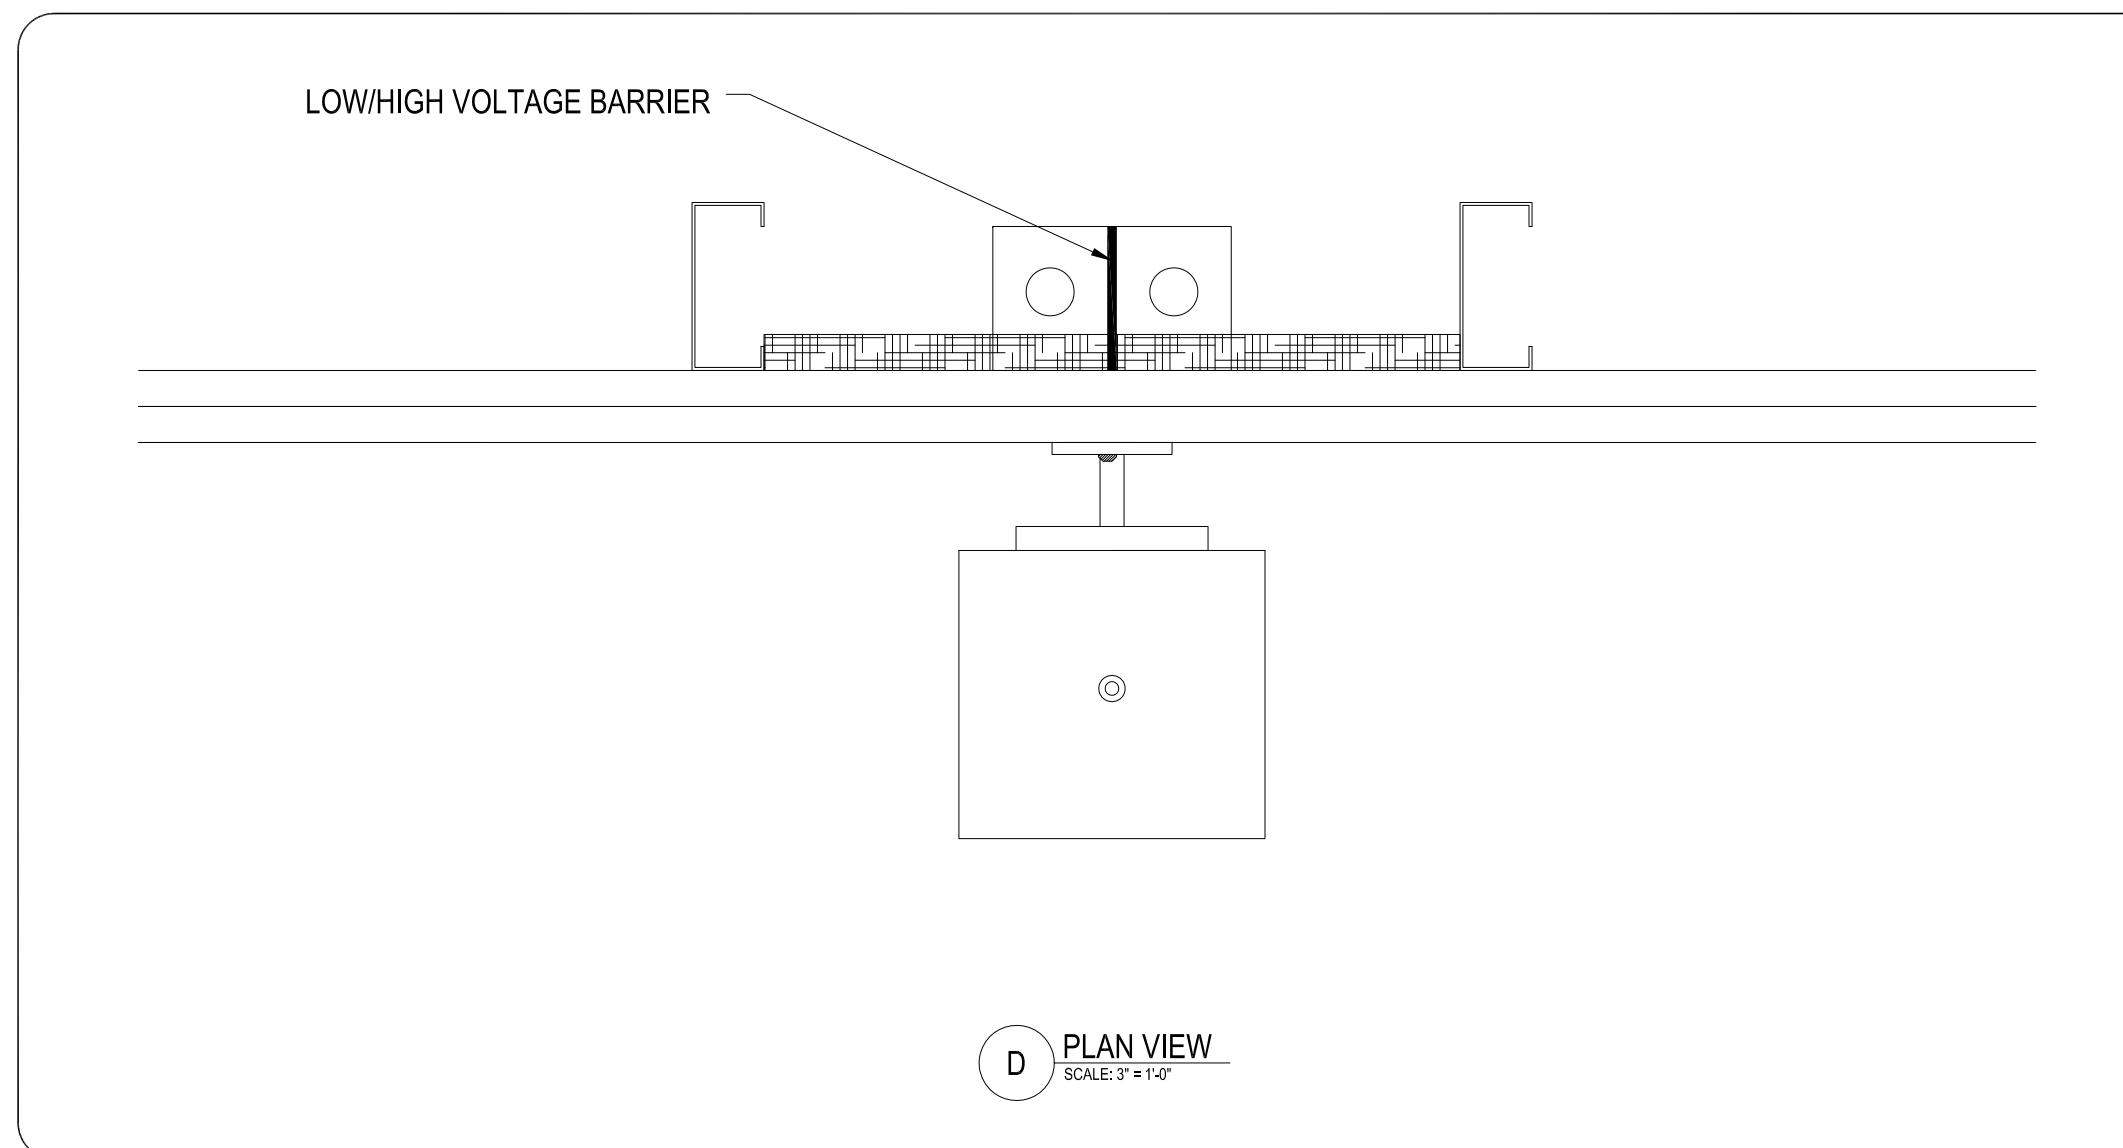 LOW/HIGH VOLTAGE BARRIER
D
PLAN VIEW
SCALE: 3" = 1'-0"